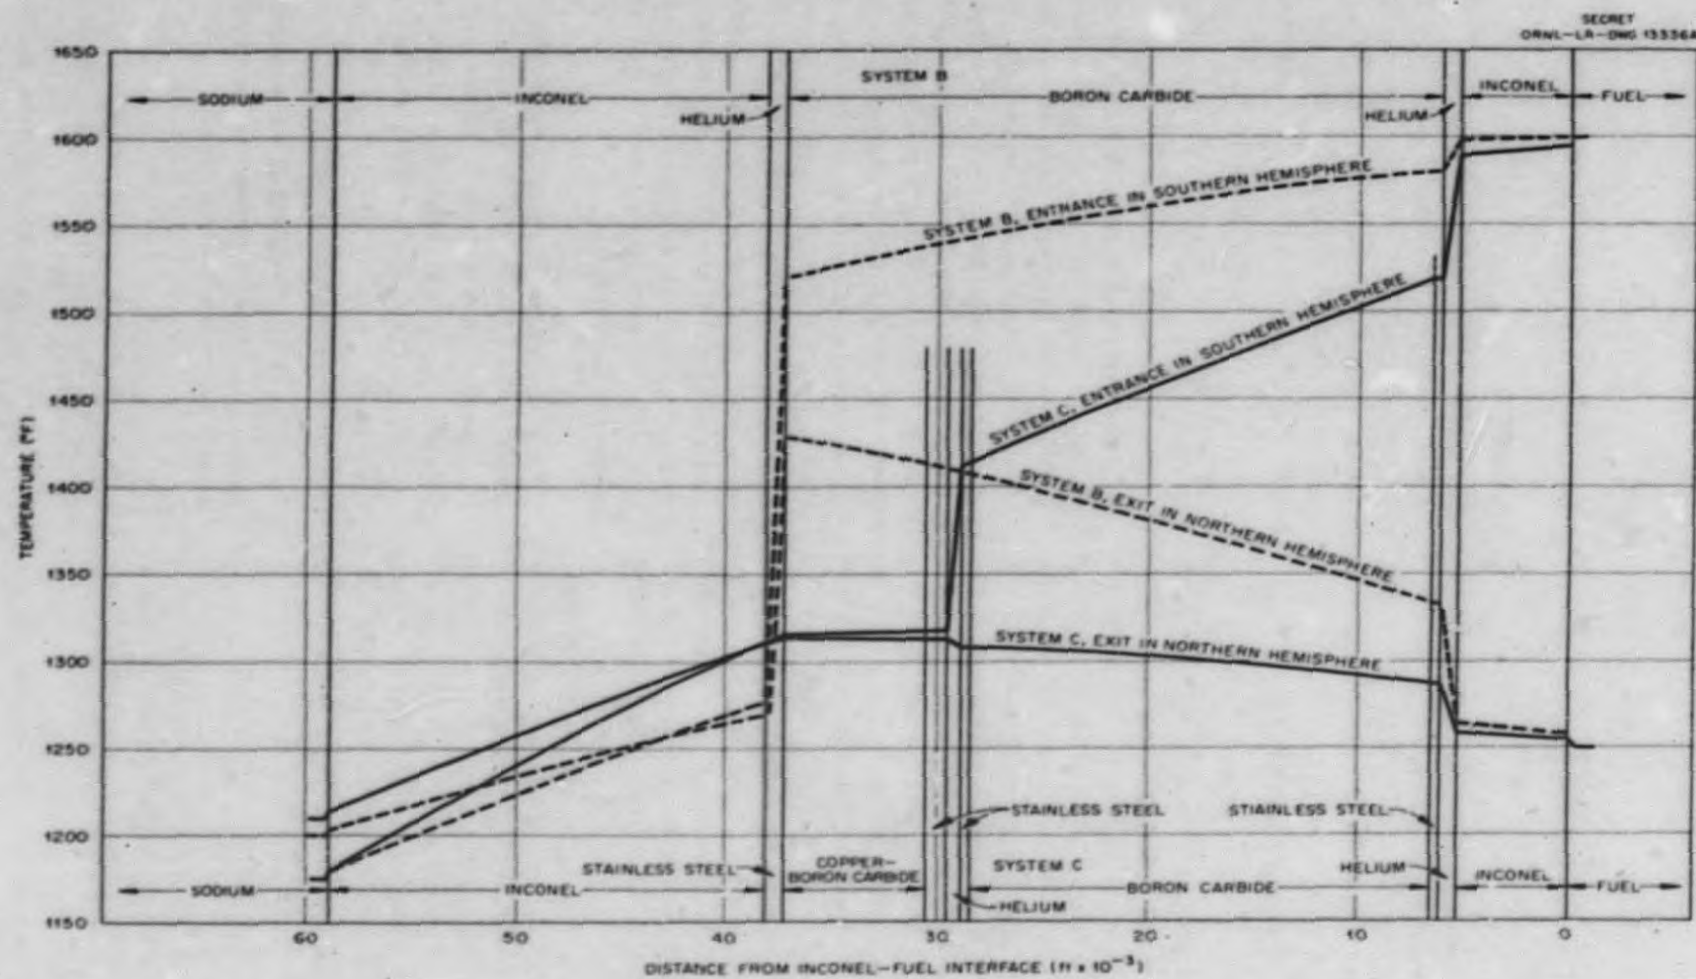 SECRET
ORNL-LR-DWG 13336A
1650
1600
1550
1500
1450
1400
1350
1300
1250
1200
1150
TEMPERATURE (°F)
SYSTEM B
SODIUM
INCONEL
HELIUM
BORON CARBIDE
HELIUM
INCONEL
FUEL
SYSTEM B, ENTRANCE IN SOUTHERN HEMISPHERE
SYSTEM C, ENTRANCE IN SOUTHERN HEMISPHERE
SYSTEM B, EXIT IN NORTHERN HEMISPHERE
SYSTEM C, EXIT IN NORTHERN HEMISPHERE
STAINLESS STEEL
STIAINLESS STEEL
STAINLESS STEEL
COPPER-
BORON CARBIDE
SYSTEM C
HELIUM
SODIUM
INCONEL
BORON CARBIDE
INCONEL
FUEL
HELIUM
60
50
40
30
20
10
0
DISTANCE FROM INCONEL-FUEL INTERFACE (ft x 10⁻³)